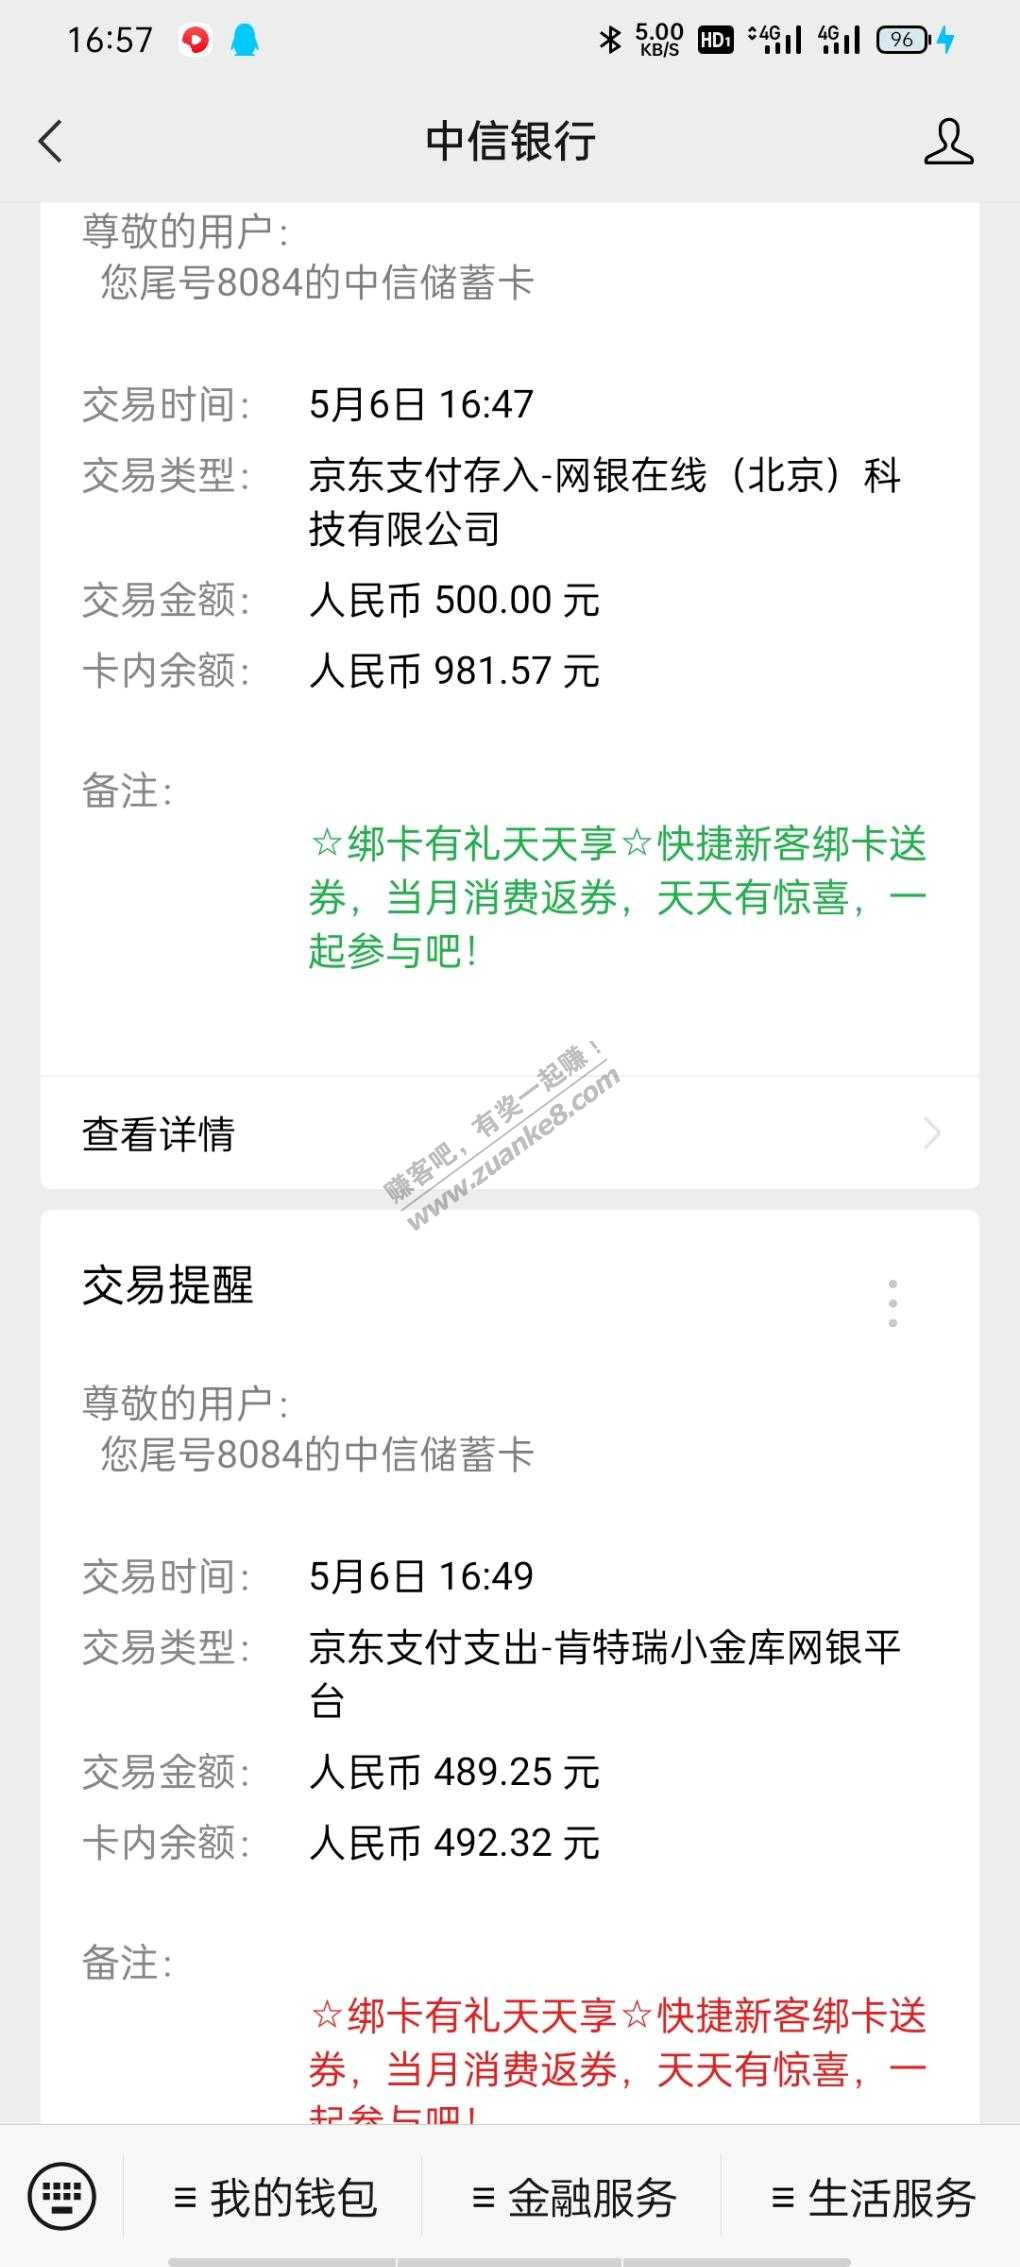 16:57
5.00
KB/S
HD1
4G
4G
96
中信银行
尊敬的用户:
您尾号8084的中信储蓄卡
交易时间: 5月6日 16:47
交易类型: 京东支付存入-网银在线（北京）科
技有限公司
交易金额: 人民币 500.00 元
卡内余额: 人民币 981.57 元
备注:
☆绑卡有礼天天享☆快捷新客绑卡送
券，当月消费返券，天天有惊喜，一
起参与吧！
赚客吧，有奖一起赚！
www.zuanke8.com
查看详情
交易提醒
尊敬的用户:
您尾号8084的中信储蓄卡
交易时间: 5月6日 16:49
交易类型: 京东支付支出-肯特瑞小金库网银平
台
交易金额: 人民币 489.25 元
卡内余额: 人民币 492.32 元
备注:
☆绑卡有礼天天享☆快捷新客绑卡送
券，当月消费返券，天天有惊喜，一
起参与吧！
我的钱包
金融服务
生活服务